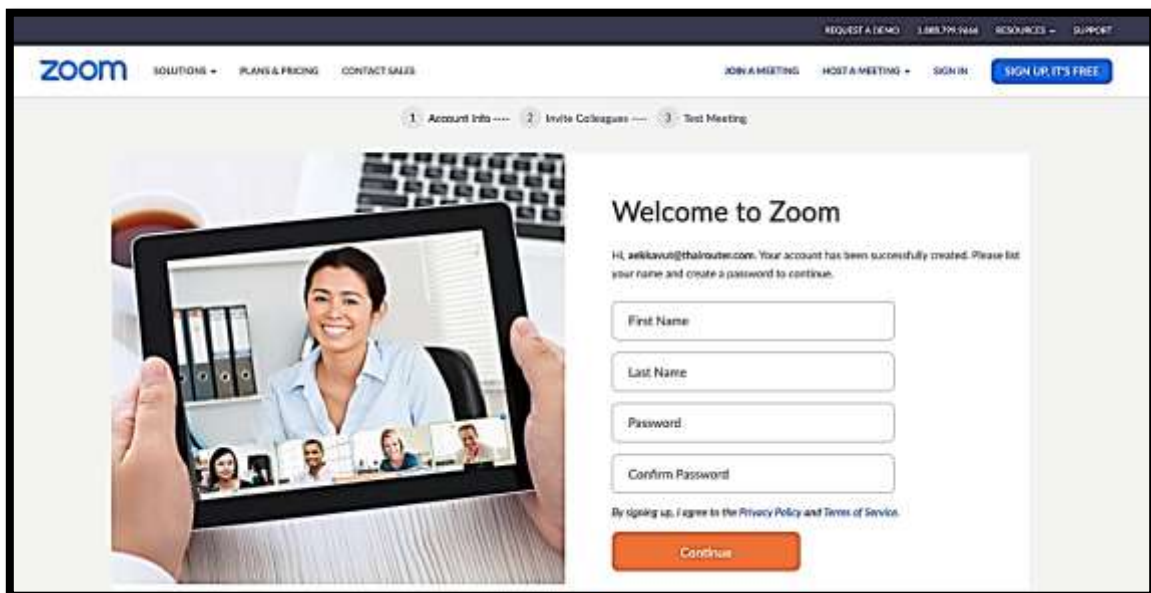 REQUEST A DEMO 1.888.799.9666 RESOURCES SUPPORT
zoom SOLUTIONS PLANS & PRICING CONTACT SALES JOIN A MEETING HOST A MEETING SIGN IN SIGN UP, IT'S FREE
1 Account Info ---- 2 Invite Colleagues ---- 3 Test Meeting
Welcome to Zoom
Hi, aekkavut@thairouter.com. Your account has been successfully created. Please list
your name and create a password to continue.
First Name
Last Name
Password
Confirm Password
By signing up, I agree to the Privacy Policy and Terms of Service.
Continue